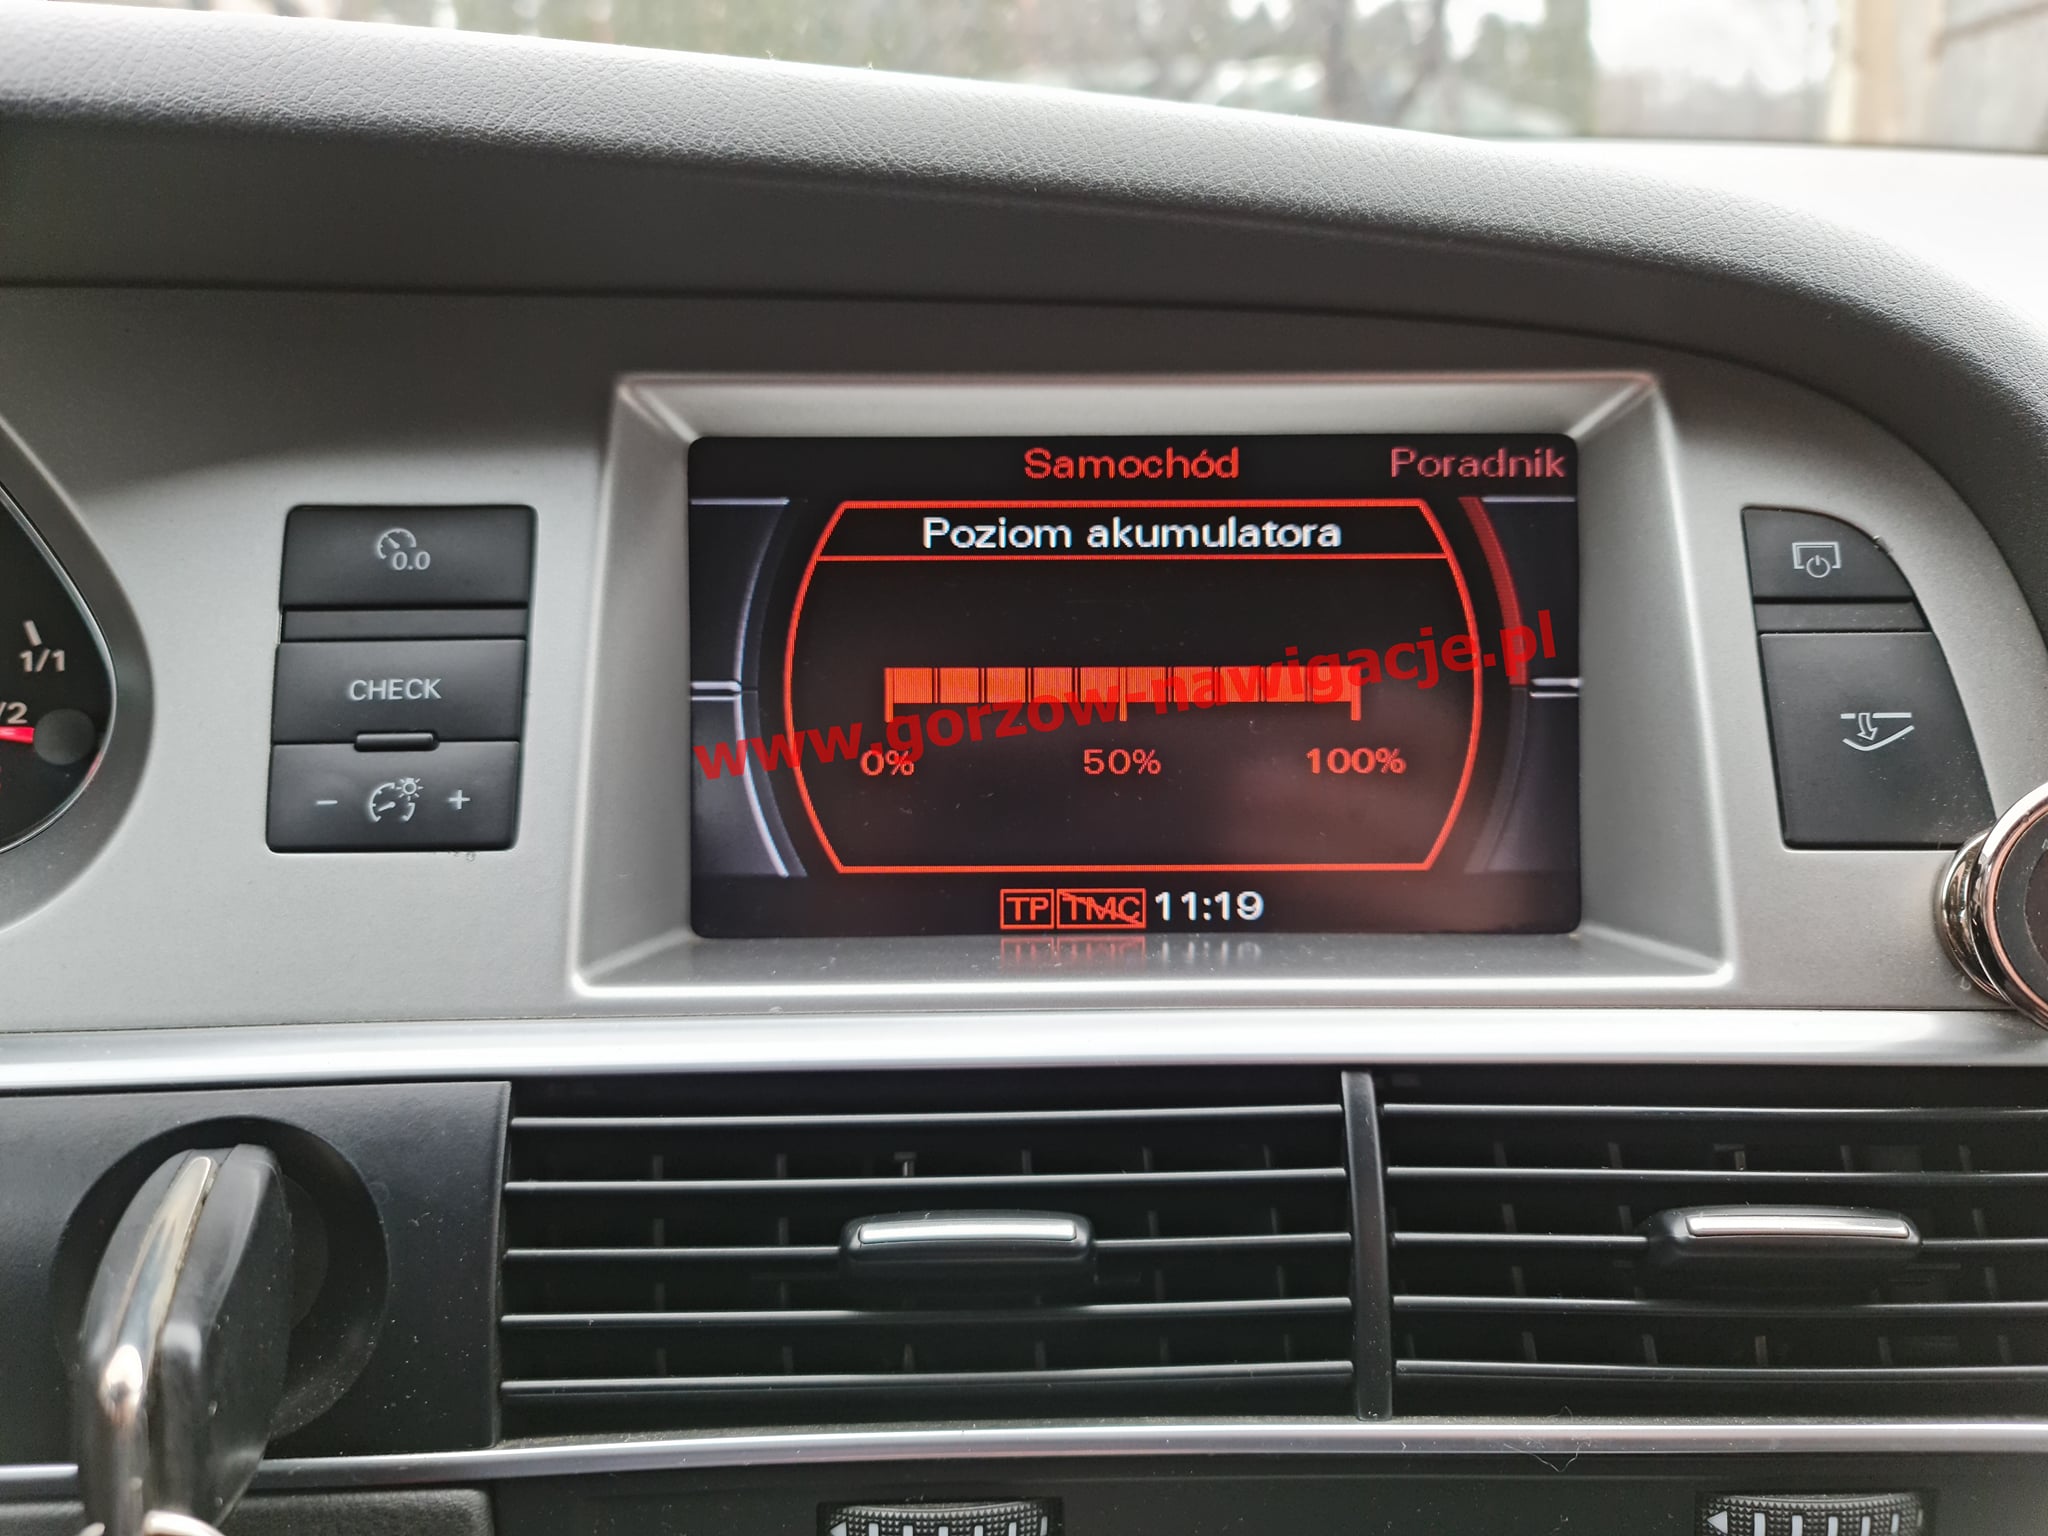 Samochód Poradnik
Poziom akumulatora
0.0
1/1
CHECK
/2
- +
www.gorzow-nawigacje.pl
0% 50% 100%
TP TMC 11:19